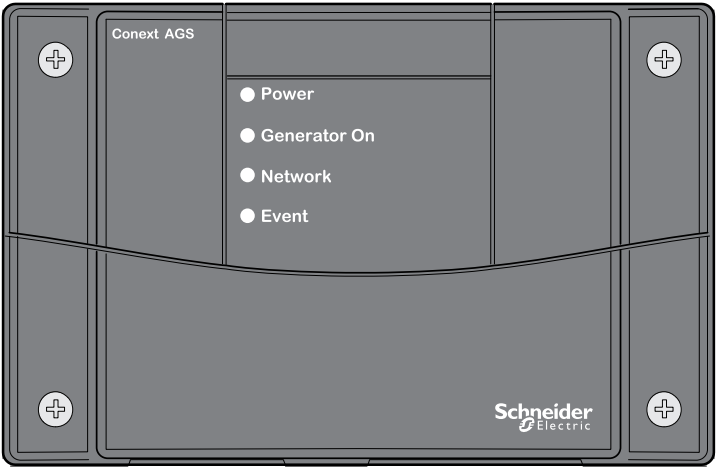 Conext AGS
Power
Generator On
Network
Event
Schneider
Electric